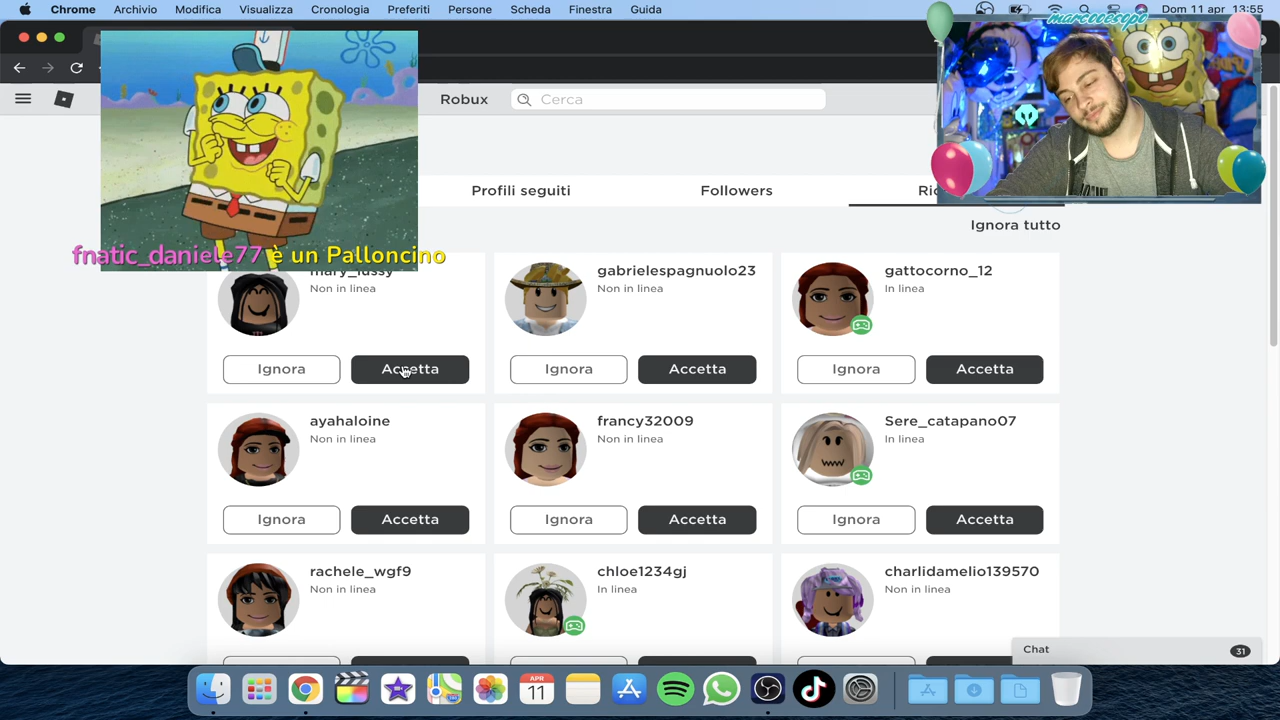 Chrome Archivio Modifica Visualizza Cronologia Preferiti Persone Scheda Finestra Guida Dom 11 apr 13:55
marcooesopo
Robux Cerca
Profili seguiti Followers
Ignora tutto
fnatic_daniele77 è un Palloncino
gabrielespagnuolo23 gattocorno_12
Non in linea Non in linea In linea
Ignora Accetta Ignora Accetta Ignora Accetta
ayahaloine francy32009 Sere_catapano07
Non in linea Non in linea In linea
Ignora Accetta Ignora Accetta Ignora Accetta
rachele_wgf9 chloe1234gj charlidamelio139570
Non in linea In linea Non in linea
Chat 31
APR
11